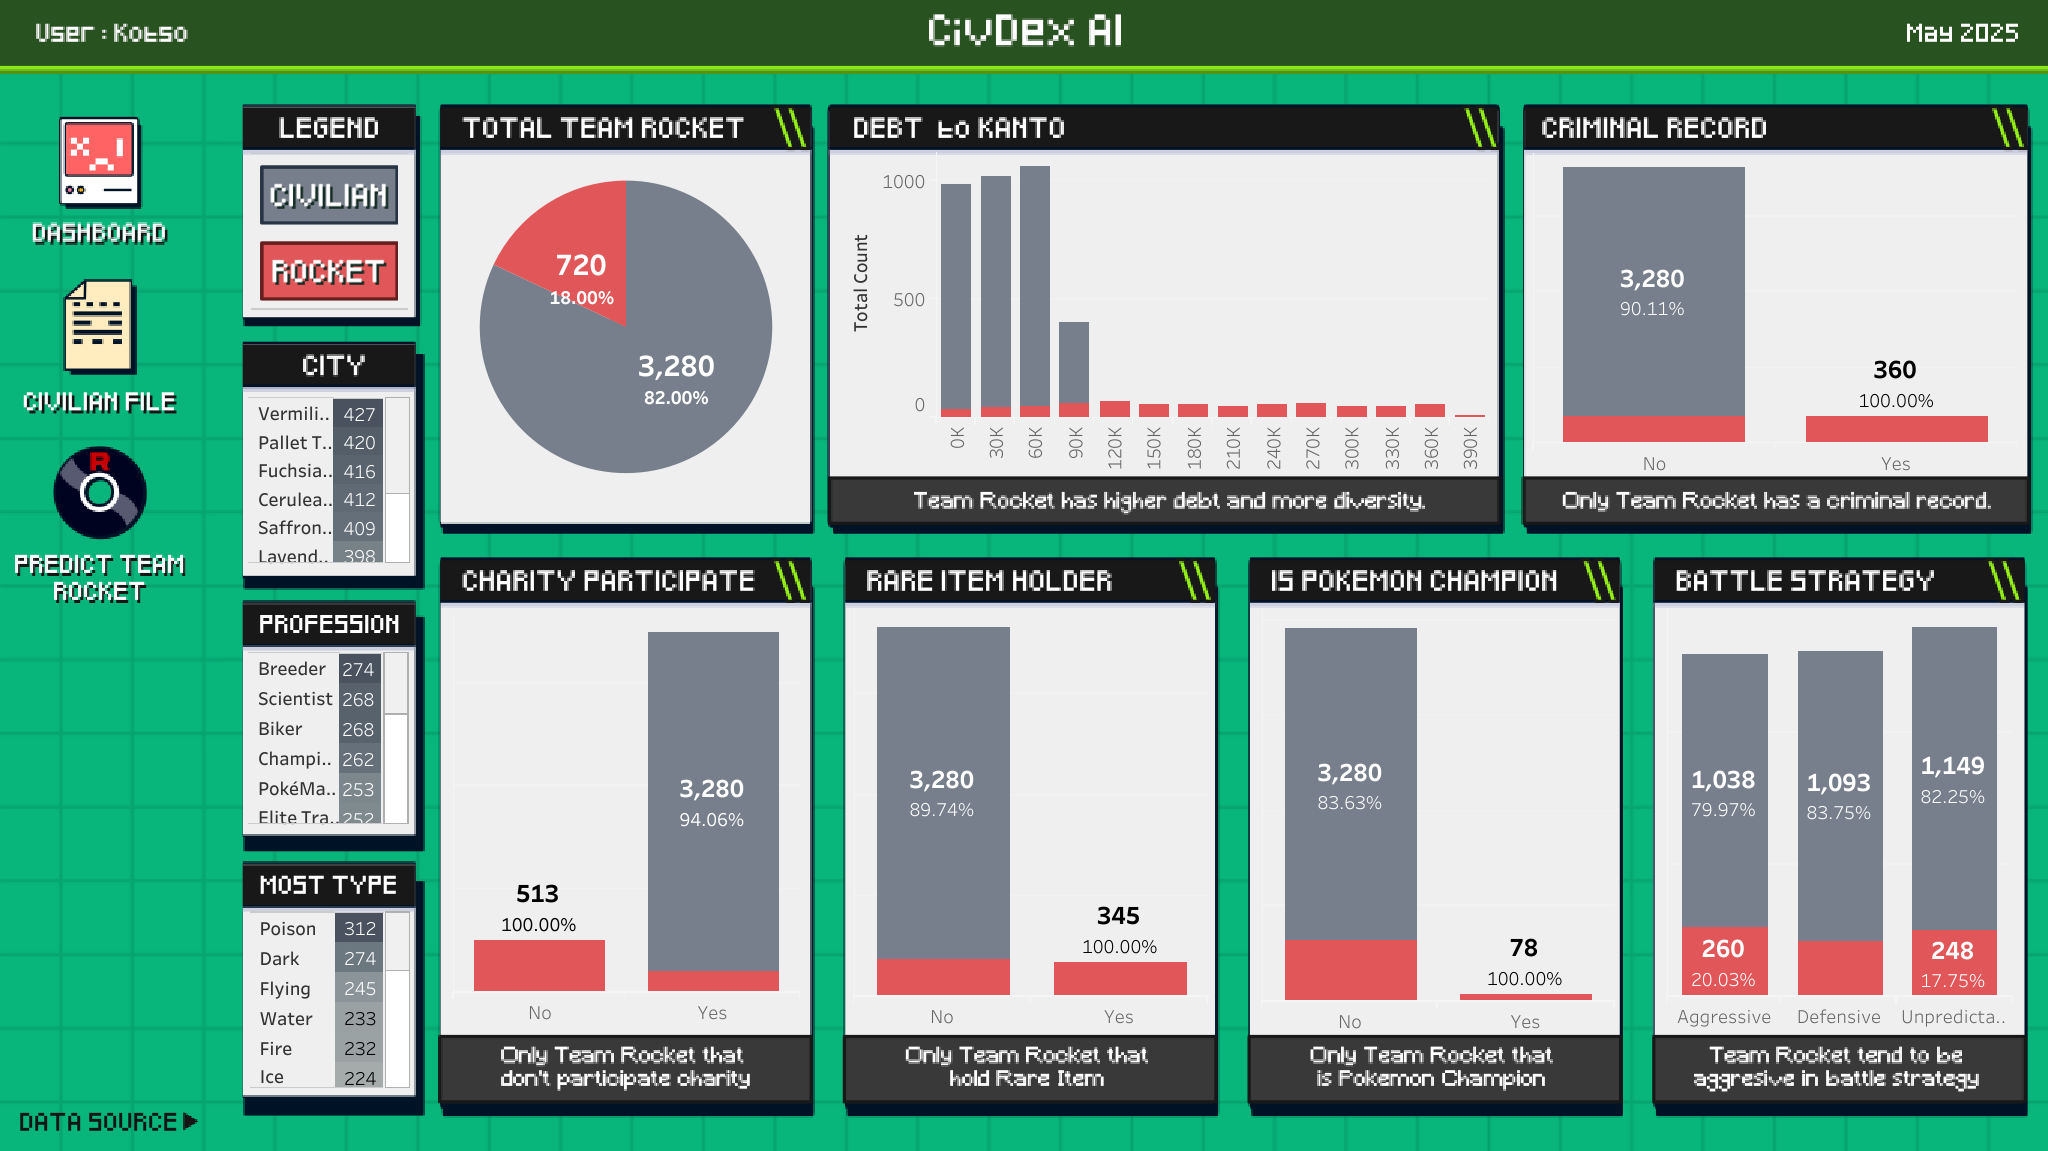 User : Kotso
CivDex AI
May 2025
DASHBOARD
CIVILIAN FILE
PREDICT TEAM
ROCKET
DATA SOURCE
LEGEND
CIVILIAN
ROCKET
CITY
Vermili.. 427
Pallet T.. 420
Fuchsia.. 416
Cerulea.. 412
Saffron.. 409
Lavend.. 398
PROFESSION
Breeder 274
Scientist 268
Biker 268
Champi.. 262
PokéMa.. 253
Elite Tra.. 252
MOST TYPE
Poison 312
Dark 274
Flying 245
Water 233
Fire 232
Ice 224
TOTAL TEAM ROCKET
720
18.00%
3,280
82.00%
DEBT to KANTO
Total Count
1000
500
0
0K 30K 60K 90K 120K 150K 180K 210K 240K 270K 300K 330K 360K 390K
Team Rocket has higher debt and more diversity.
CRIMINAL RECORD
3,280
90.11%
360
100.00%
No Yes
Only Team Rocket has a criminal record.
CHARITY PARTICIPATE
3,280
94.06%
513
100.00%
No Yes
Only Team Rocket that
don't participate charity
RARE ITEM HOLDER
3,280
89.74%
345
100.00%
No Yes
Only Team Rocket that
hold Rare Item
IS POKEMON CHAMPION
3,280
83.63%
78
100.00%
No Yes
Only Team Rocket that
is Pokemon Champion
BATTLE STRATEGY
1,038 1,093 1,149
79.97% 83.75% 82.25%
260 248
20.03% 17.75%
Aggressive Defensive Unpredicta..
Team Rocket tend to be
aggresive in battle strategy